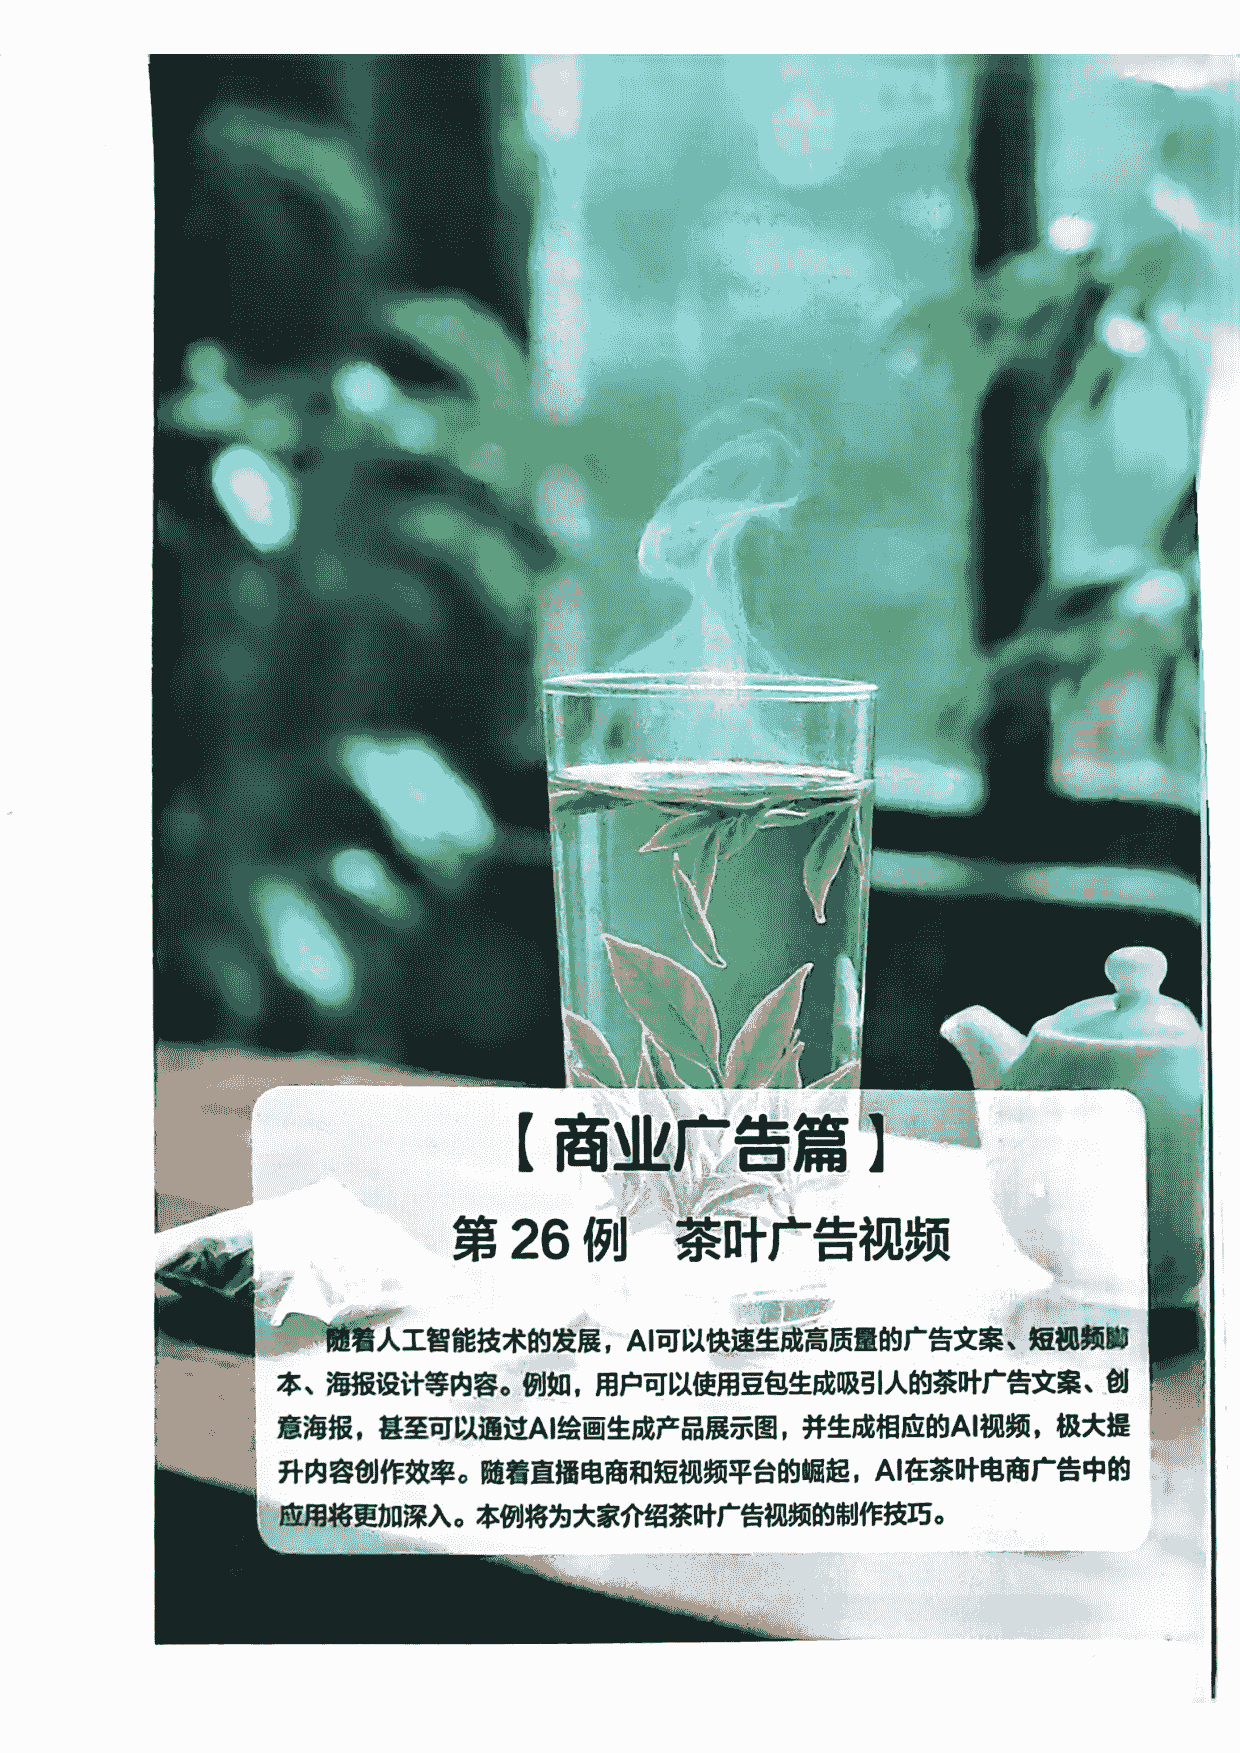 【商业广告篇】
第 26 例　茶叶广告视频
随着人工智能技术的发展，AI可以快速生成高质量的广告文案、短视频脚
本、海报设计等内容。例如，用户可以使用豆包生成吸引人的茶叶广告文案、创
意海报，甚至可以通过AI绘画生成产品展示图，并生成相应的AI视频，极大提
升内容创作效率。随着直播电商和短视频平台的崛起，AI在茶叶电商广告中的
应用将更加深入。本例将为大家介绍茶叶广告视频的制作技巧。